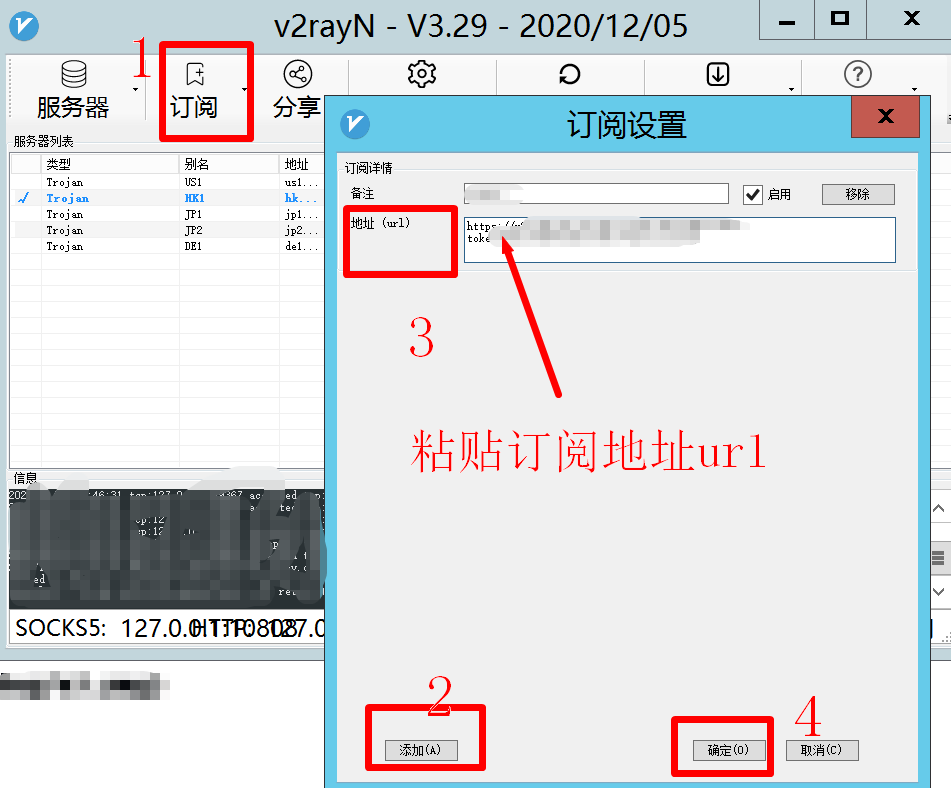 v2rayN - V3.29 - 2020/12/05
1
服务器
订阅
分享
?
服务器列表
类型 别名 地址
Trojan US1 us1...
Trojan HK1 hk...
Trojan JP1 jp1...
Trojan JP2 jp2...
Trojan DE1 de1...
订阅设置
订阅详情
备注
启用
移除
地址 (url)
https://
toke
3
粘贴订阅地址url
信息
SOCKS5: 127.0.0
127.0
2
添加(A)
4
确定(O)
取消(C)